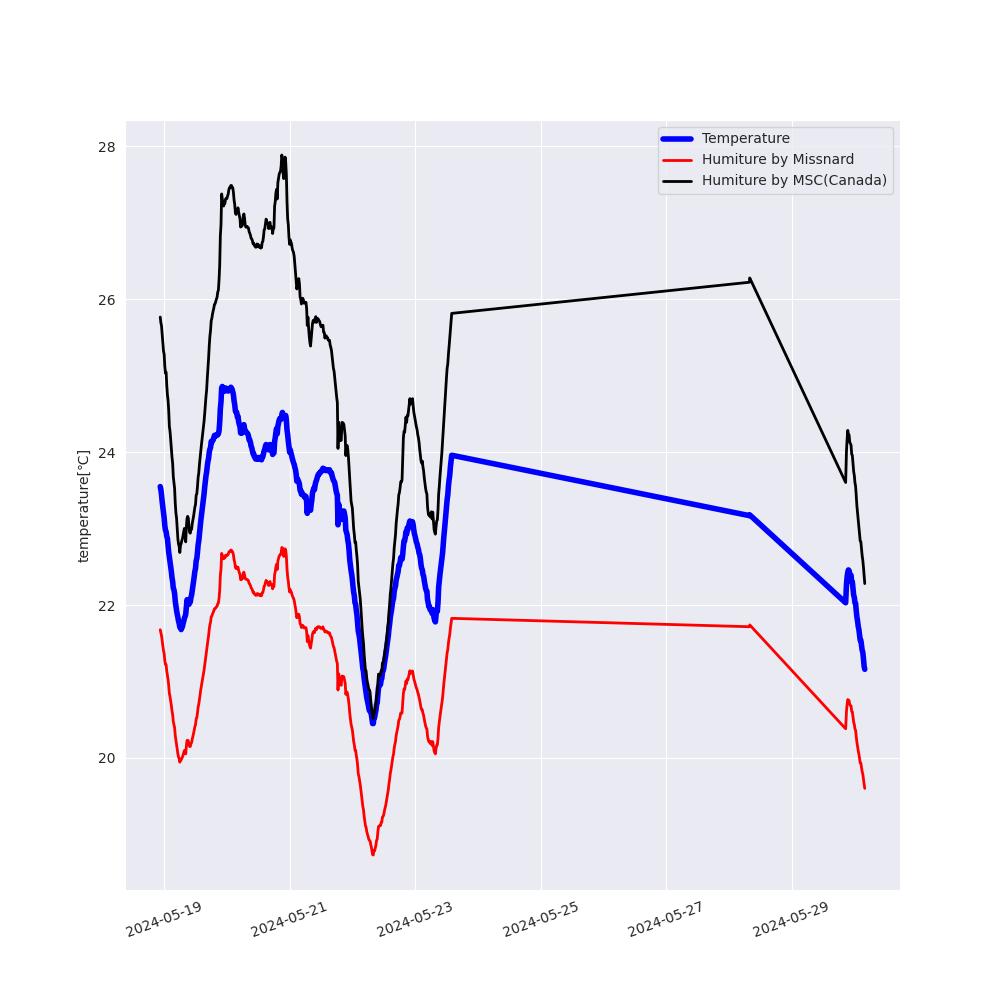 28
26
24
22
20
temperature[℃]
Temperature
Humiture by Missnard
Humiture by MSC(Canada)
2024-05-19
2024-05-21
2024-05-23
2024-05-25
2024-05-27
2024-05-29